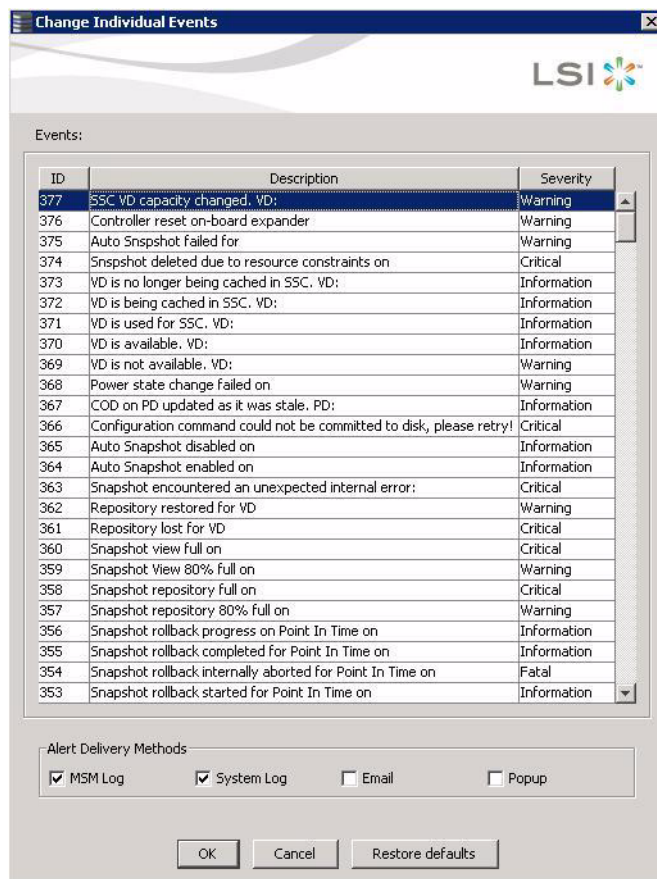 Change Individual Events
LSI
Events:
ID Description Severity
377 SSC VD capacity changed. VD: Warning
376 Controller reset on-board expander Warning
375 Auto Snspshot failed for Warning
374 Snspshot deleted due to resource constraints on Critical
373 VD is no longer being cached in SSC. VD: Information
372 VD is being cached in SSC. VD: Information
371 VD is used for SSC. VD: Information
370 VD is available. VD: Information
369 VD is not available. VD: Warning
368 Power state change failed on Warning
367 COD on PD updated as it was stale. PD: Information
366 Configuration command could not be committed to disk, please retry! Critical
365 Auto Snapshot disabled on Information
364 Auto Snapshot enabled on Information
363 Snapshot encountered an unexpected internal error: Critical
362 Repository restored for VD Warning
361 Repository lost for VD Critical
360 Snapshot view full on Critical
359 Snapshot View 80% full on Warning
358 Snapshot repository full on Critical
357 Snapshot repository 80% full on Warning
356 Snapshot rollback progress on Point In Time on Information
355 Snapshot rollback completed for Point In Time on Information
354 Snapshot rollback internally aborted for Point In Time on Fatal
353 Snapshot rollback started for Point In Time on Information
Alert Delivery Methods
MSM Log System Log Email Popup
OK Cancel Restore defaults